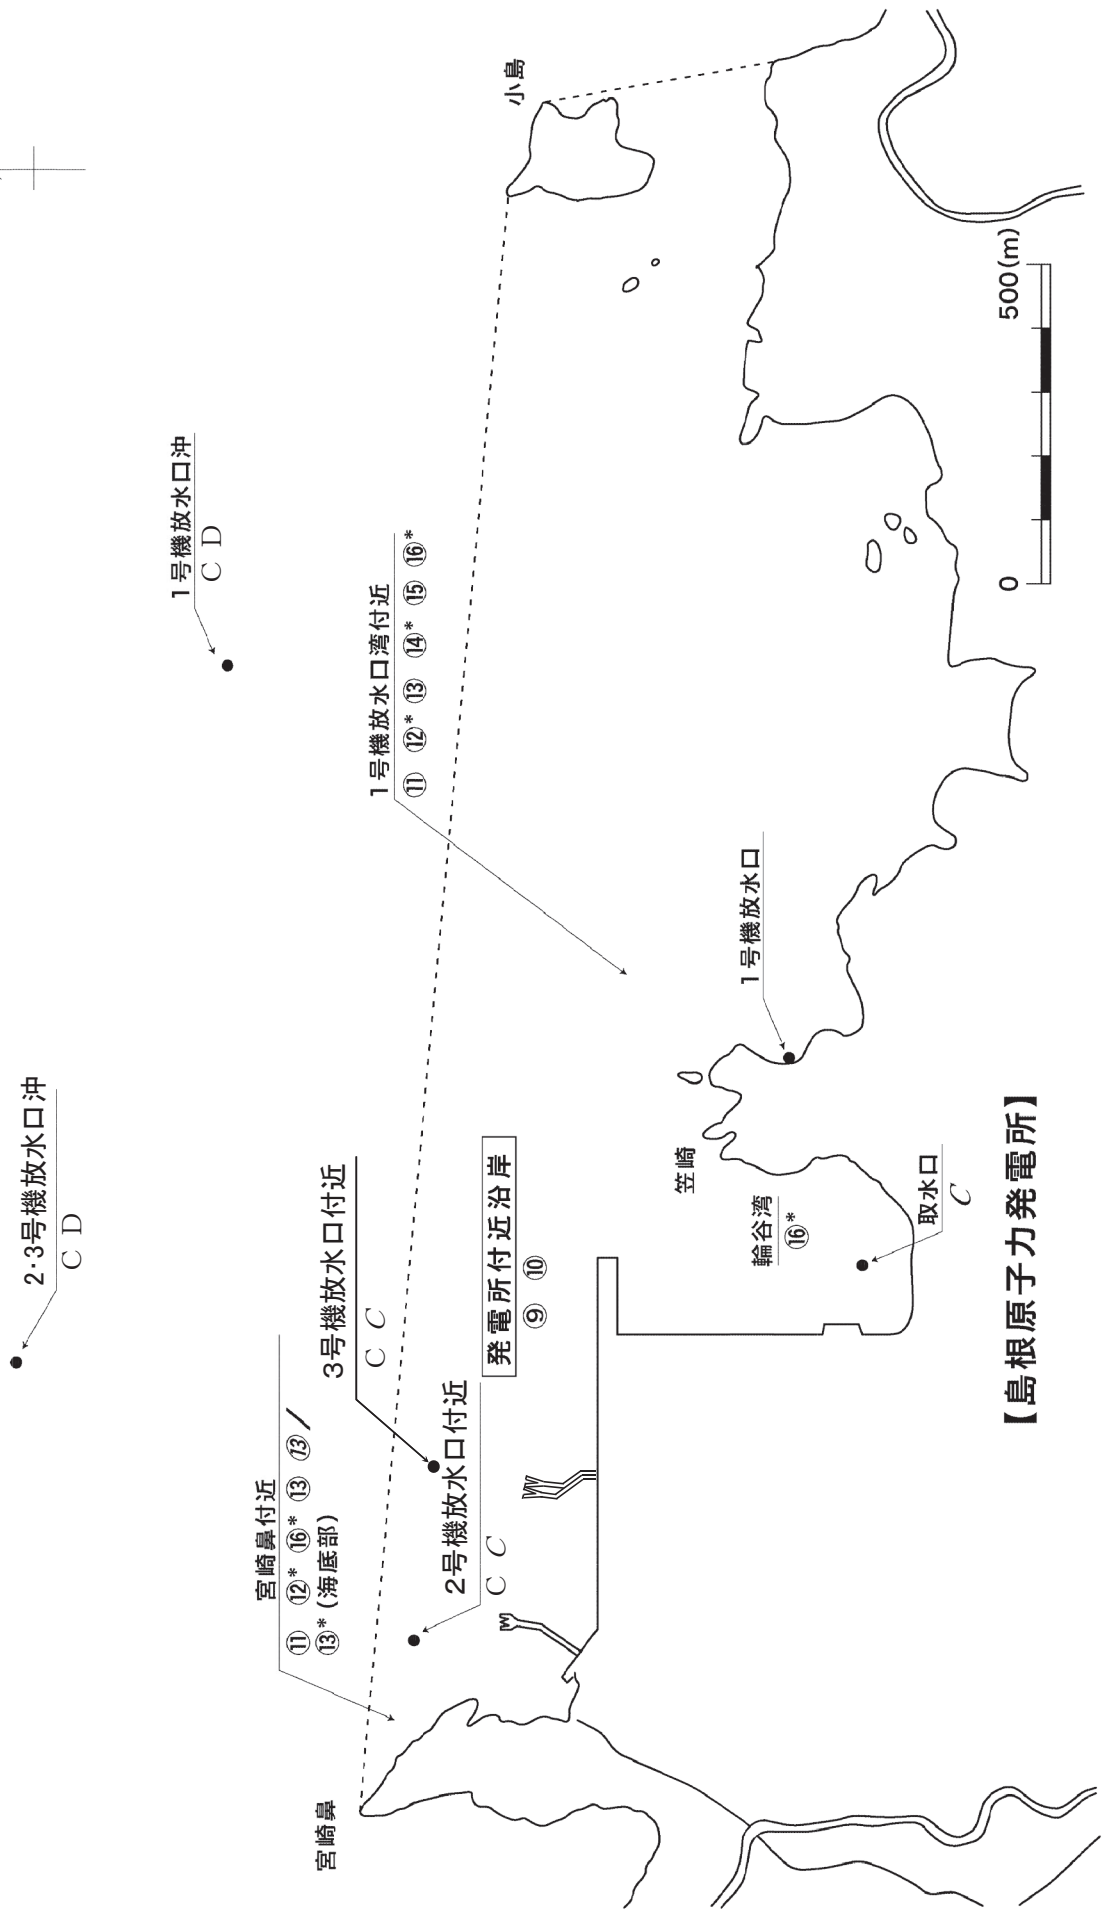 小島
1号機放水口沖
C D
1号機放水口湾付近
⑪ ⑫* ⑬ ⑭* ⑮ ⑯*
2・3号機放水口沖
C D
宮崎鼻付近
⑪ ⑫* ⑯* ⑬ ⑬/
⑬*(海底部)
3号機放水口付近
C C
発電所付近沿岸
⑨ ⑩
2号機放水口付近
C C
宮崎鼻
笠崎
輪谷湾
⑯*
取水口
C
1号機放水口
0 500(m)
【島根原子力発電所】